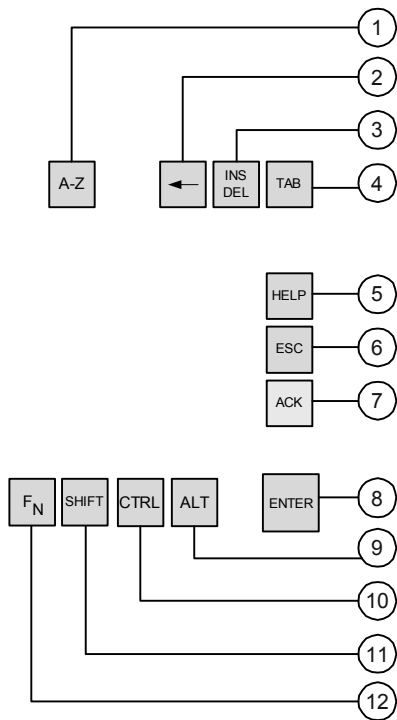 1
2
3
A-Z
INS
DEL
TAB
4
HELP
5
ESC
6
ACK
7
FN
SHIFT
CTRL
ALT
ENTER
8
9
10
11
12